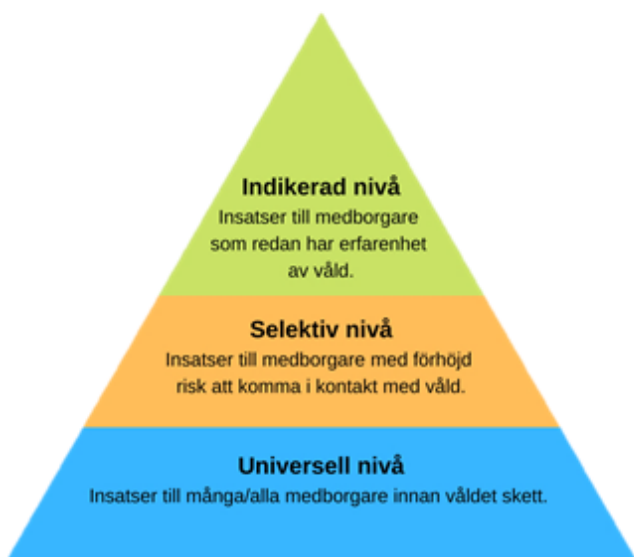 Indikerad nivå
Insatser till medborgare
som redan har erfarenhet
av våld.
Selektiv nivå
Insatser till medborgare med förhöjd
risk att komma i kontakt med våld.
Universell nivå
Insatser till många/alla medborgare innan våldet skett.